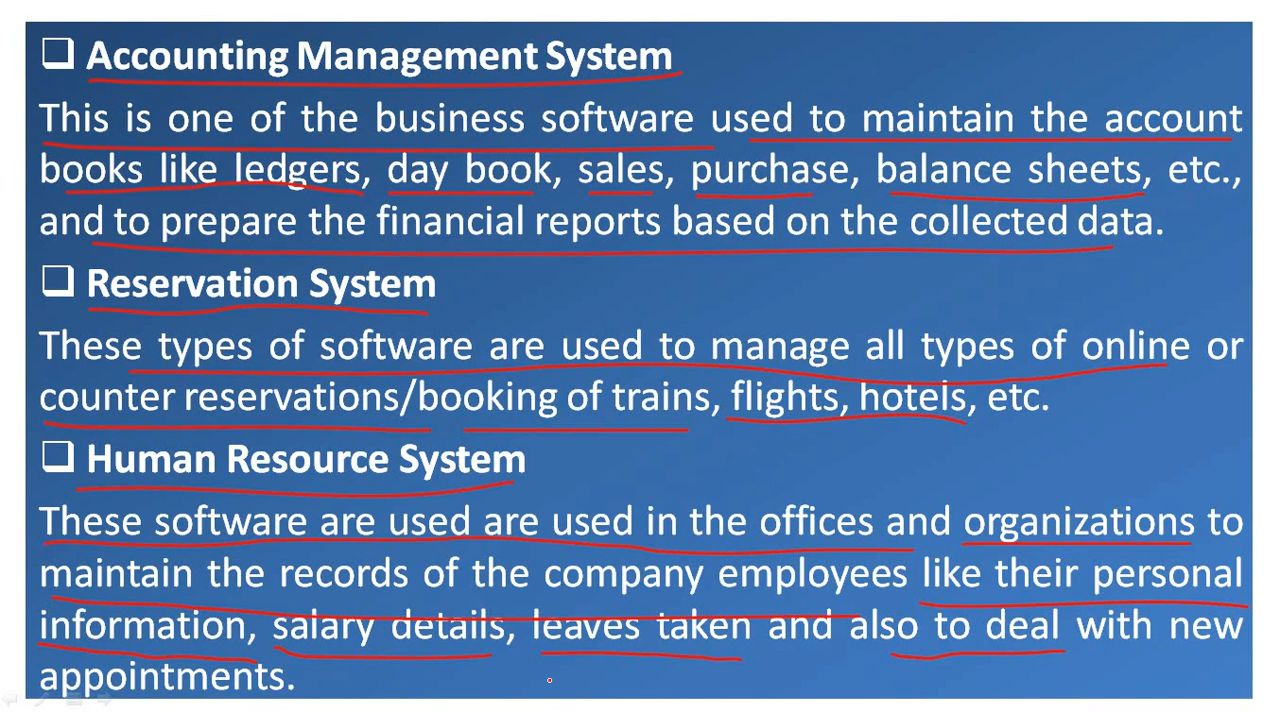 ❑ Accounting Management System
This is one of the business software used to maintain the account
books like ledgers, day book, sales, purchase, balance sheets, etc.,
and to prepare the financial reports based on the collected data.
❑ Reservation System
These types of software are used to manage all types of online or
counter reservations/booking of trains, flights, hotels, etc.
❑ Human Resource System
These software are used are used in the offices and organizations to
maintain the records of the company employees like their personal
information, salary details, leaves taken and also to deal with new
appointments.